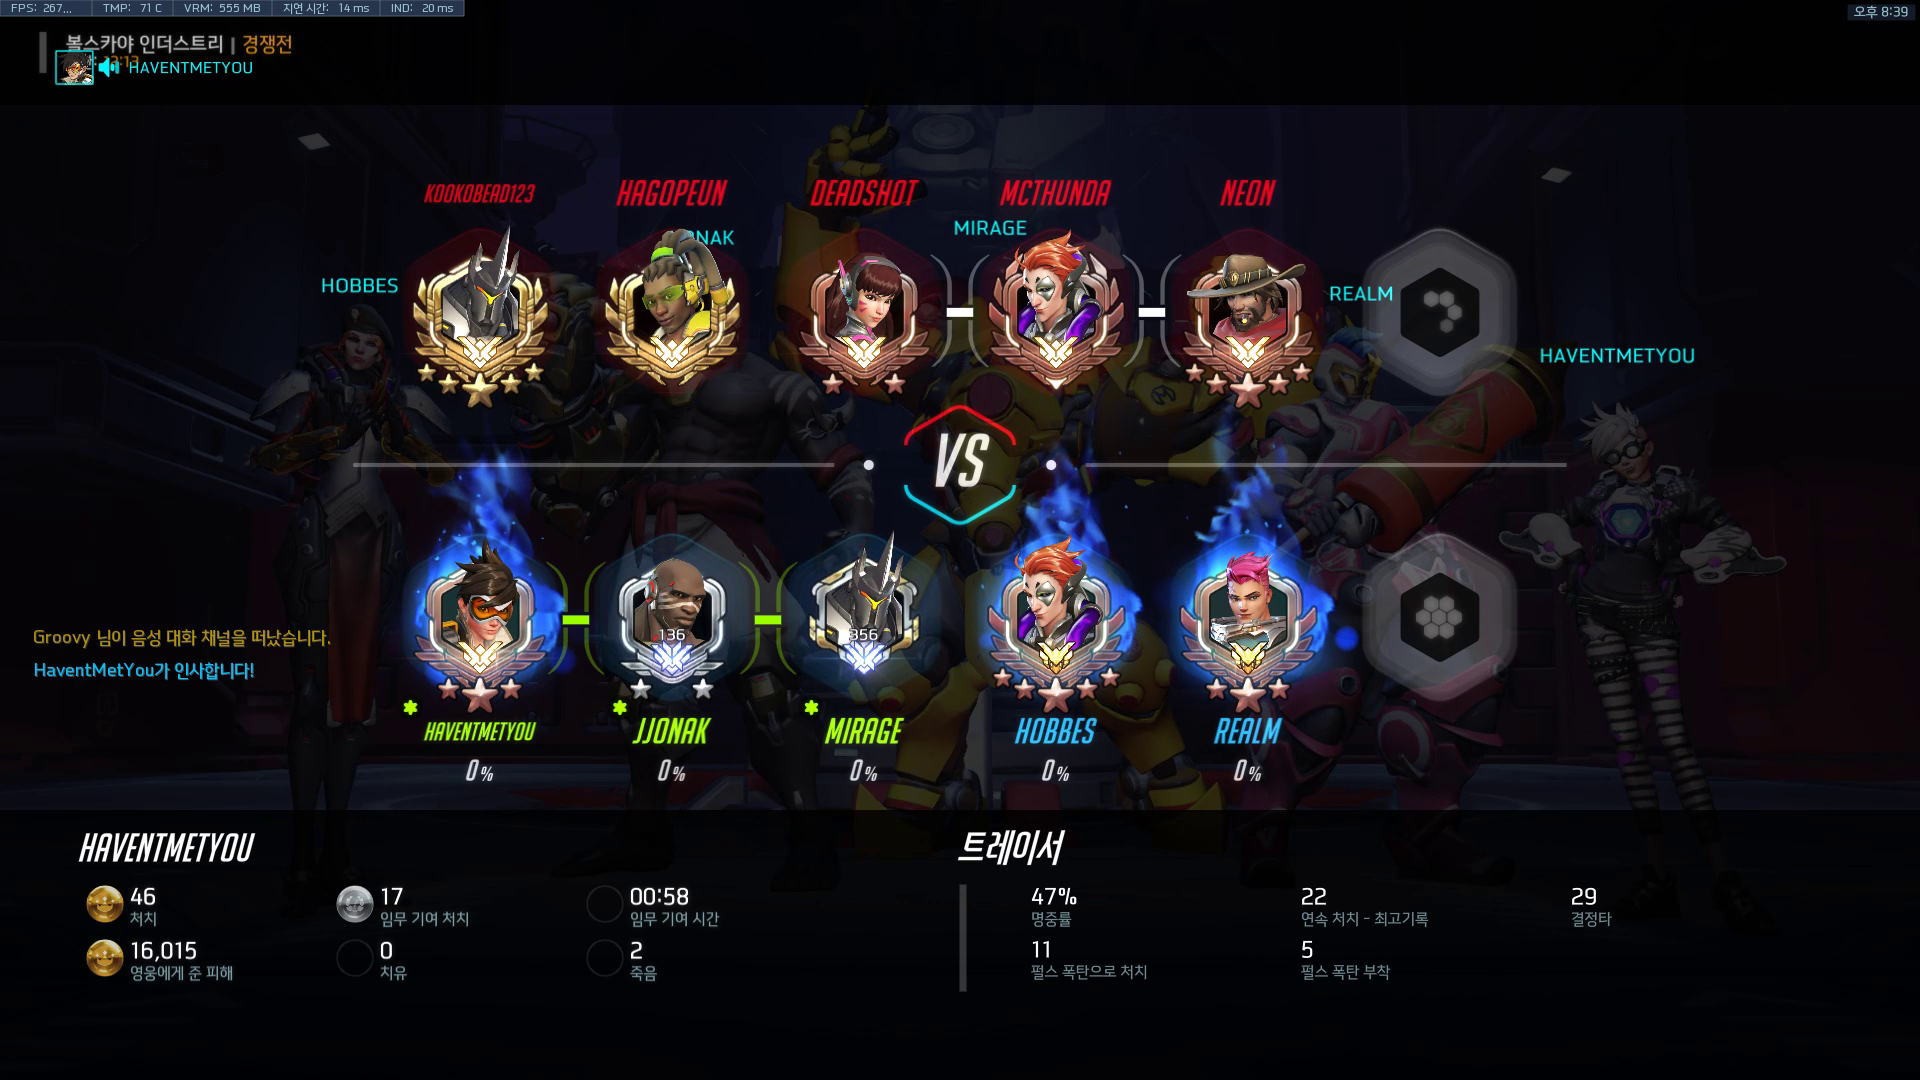 FPS: 267... TMP: 71 C VRM: 555 MB 지연 시간: 14 ms IND: 20 ms
오후 8:39
볼스카야 인더스트리 | 경쟁전
HAVENTMETYOU
KOOKOBEAD123 HAGOPEUN DEADSHOT MCTHUNDA NEON
MIRAGE
HOBBES
REALM
HAVENTMETYOU
VS
Groovy 님이 음성 대화 채널을 떠났습니다.
HaventMetYou가 인사합니다!
136 356
HAVENTMETYOU JJONAK MIRAGE HOBBES REALM
0% 0% 0% 0% 0%
HAVENTMETYOU
46 17 00:58
처치 임무 기여 처치 임무 기여 시간
16,015 0 2
영웅에게 준 피해 치유 죽음
트레이서
47% 22 29
명중률 연속 처치 - 최고기록 결정타
11 5
펄스 폭탄으로 처치 펄스 폭탄 부착